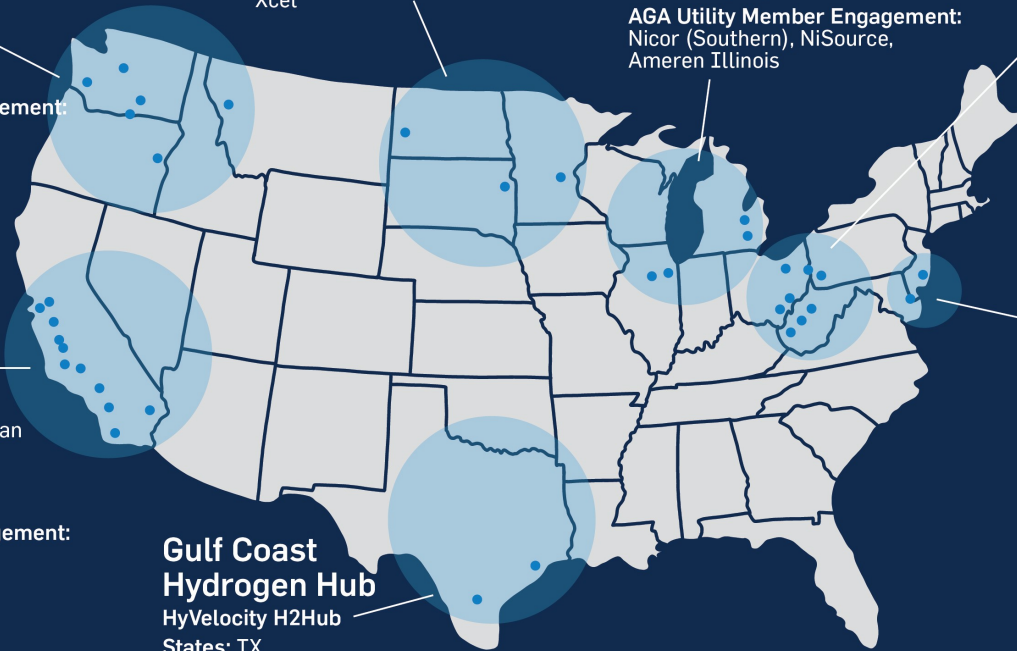 Xcel
AGA Utility Member Engagement:
Nicor (Southern), NiSource,
Ameren Illinois
ement:
an
ement:
Gulf Coast
Hydrogen Hub
HyVelocity H2Hub
States: TX